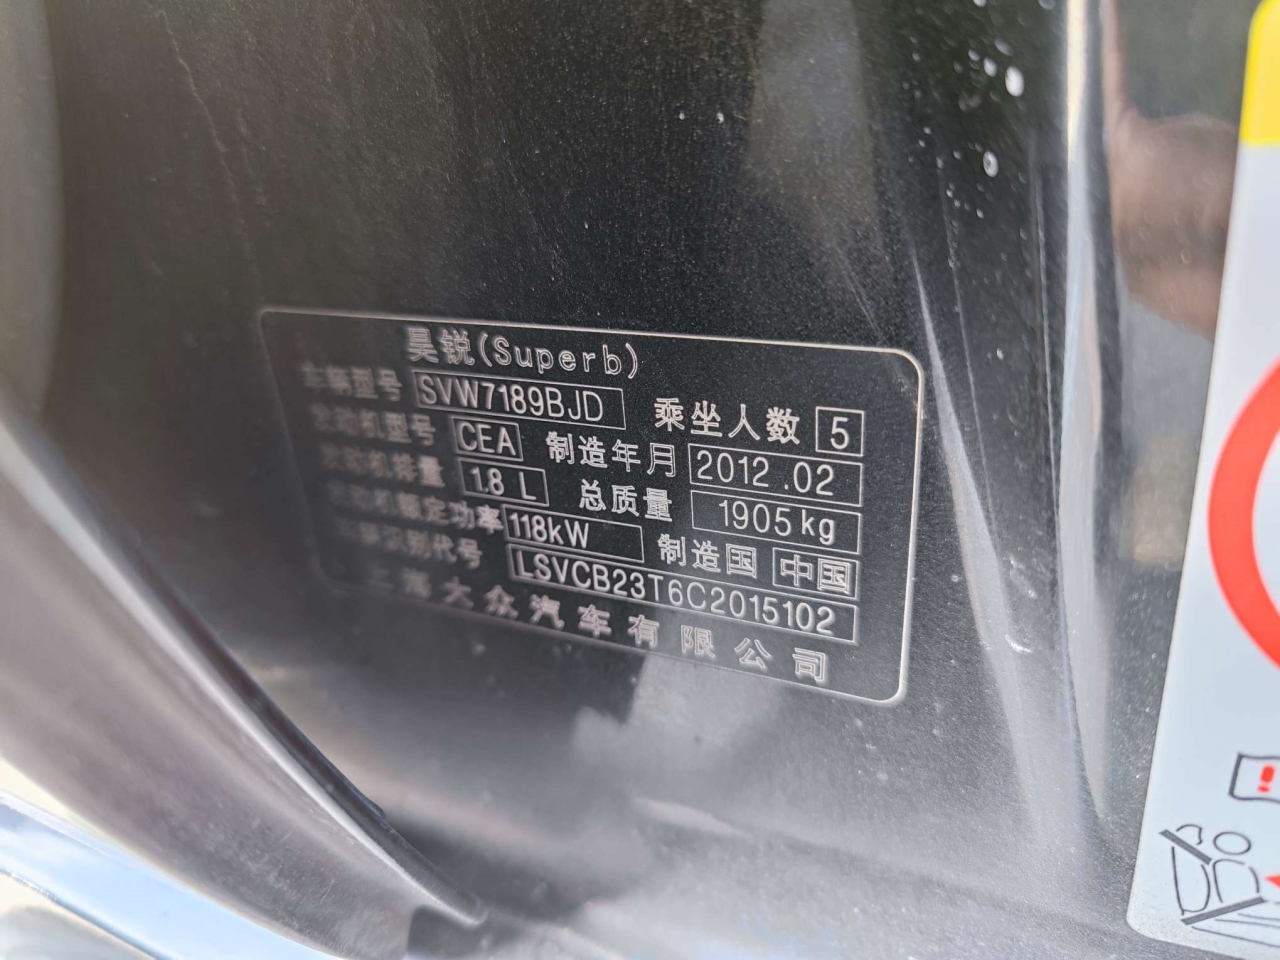 昊锐(Superb)
车辆型号 SVW7189BJD 乘坐人数 5
发动机型号 CEA 制造年月 2012.02
发动机排量 1.8 L 总质量 1905kg
发动机额定功率 118kW 制造国 中国
车辆识别代号 LSVCB23T6C2015102
上海大众汽车有限公司